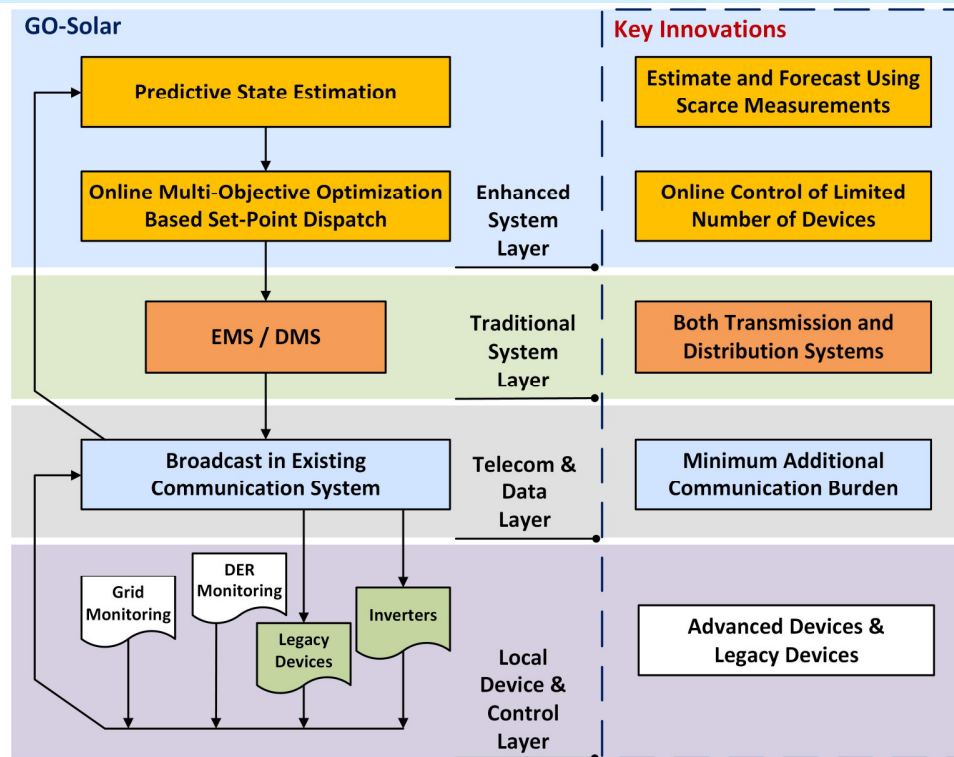 GO-Solar
Key Innovations
Predictive State Estimation
Estimate and Forecast Using
Scarce Measurements
Online Multi-Objective Optimization
Based Set-Point Dispatch
Enhanced
System
Layer
Online Control of Limited
Number of Devices
EMS / DMS
Traditional
System
Layer
Both Transmission and
Distribution Systems
Broadcast in Existing
Communication System
Telecom &
Data
Layer
Minimum Additional
Communication Burden
Grid
Monitoring
DER
Monitoring
Legacy
Devices
Inverters
Local
Device &
Control
Layer
Advanced Devices &
Legacy Devices